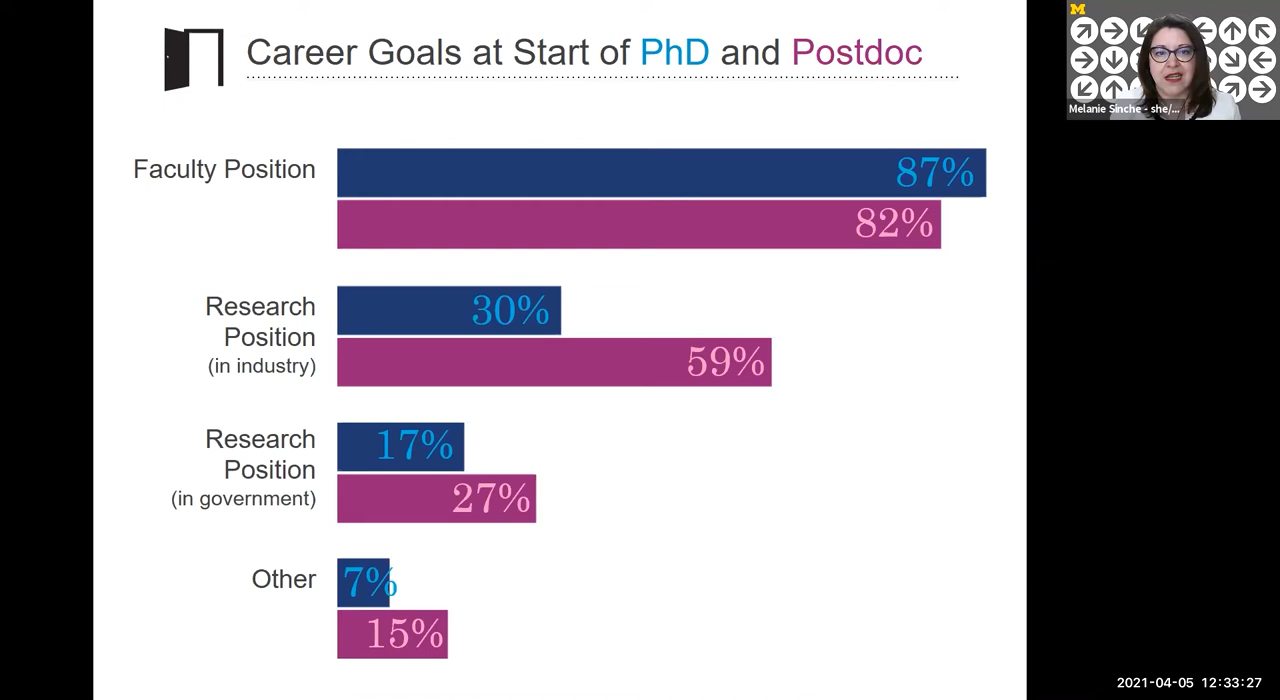 M
Melanie Sinche - she/...
Career Goals at Start of PhD and Postdoc
Faculty Position
87%
82%
Research
Position
(in industry)
30%
59%
Research
Position
(in government)
17%
27%
Other
7%
15%
2021-04-05 12:33:27